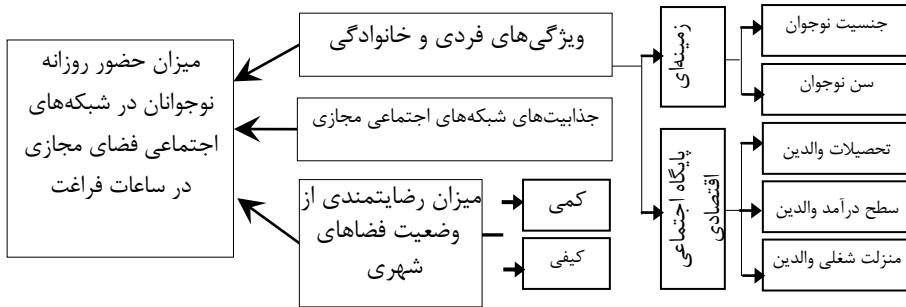 میزان حضور روزانه
نوجوانان در شبکه‌های
اجتماعی فضای مجازی
در ساعات فراغت
ویژگی‌های فردی و خانوادگی
جذابیت‌های شبکه‌های اجتماعی مجازی
میزان رضایتمندی از
وضعیت فضاهای
شهری
کمی
کیفی
زمینه‌ای
پایگاه اجتماعی
اقتصادی
جنسیت نوجوان
سن نوجوان
تحصیلات والدین
سطح درآمد والدین
منزلت شغلی والدین